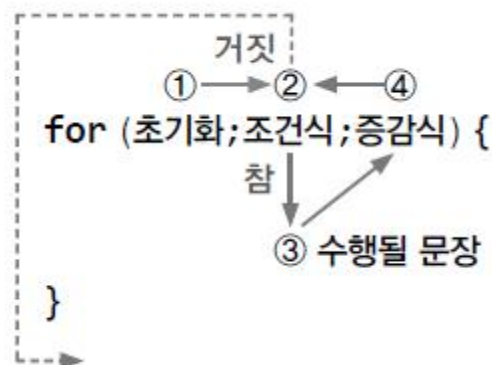 거짓
① ② ④
for (초기화;조건식;증감식) {
참
③ 수행될 문장
}